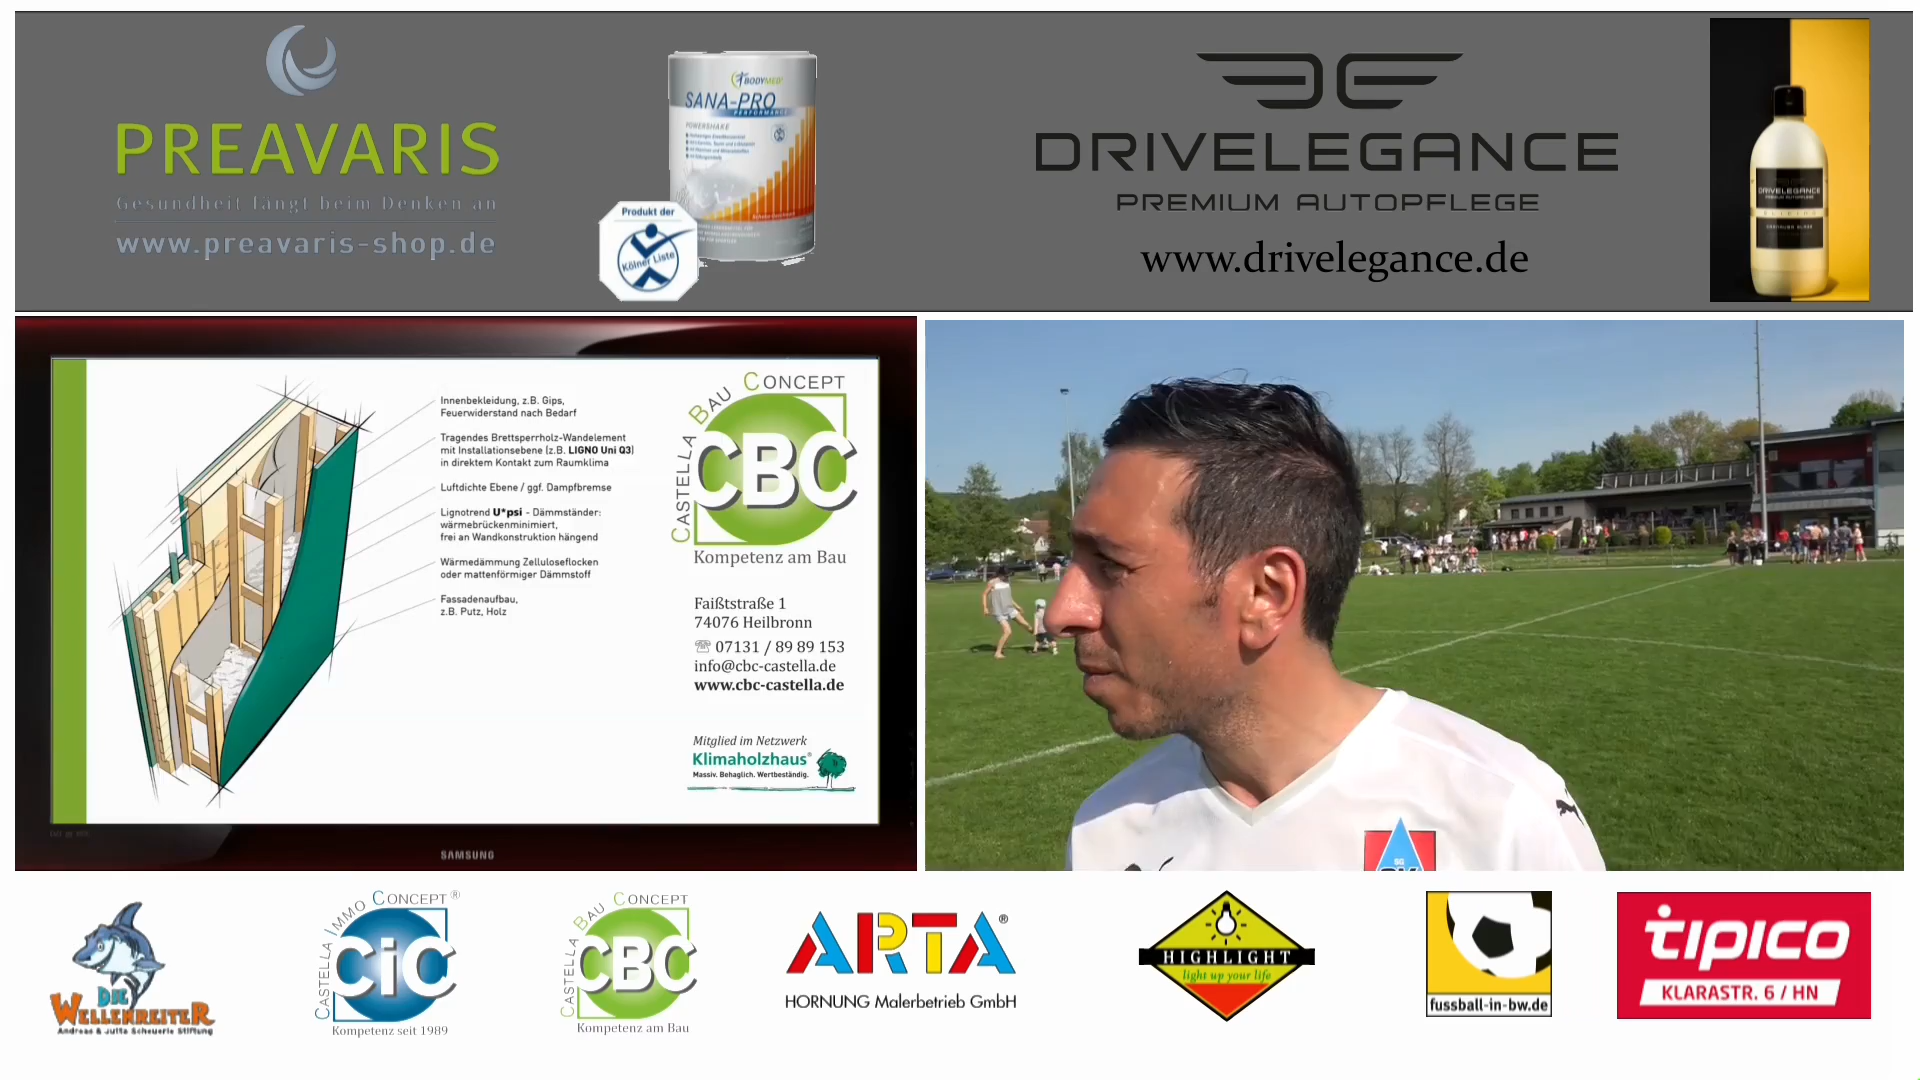 PREAVARIS
Gesundheit fängt beim Denken an
www.preavaris-shop.de
BODYMED
SANA-PRO
PERFORMANCE
POWERSHAKE
Produkt der
Kölner Liste
DRIVELEGANCE
PREMIUM AUTOPFLEGE
www.drivelegance.de
DRIVELEGANCE
PREMIUM AUTOPFLEGE
Innenbekleidung, z.B. Gips,
Feuerwiderstand nach Bedarf
Tragendes Brettsperrholz-Wandelement
mit Installationsebene (z.B. LIGNO Uni Q3)
in direktem Kontakt zum Raumklima
Luftdichte Ebene / ggf. Dampfbremse
Lignotrend U*psi - Dämmständer:
wärmebrückenminimiert,
frei an Wandkonstruktion hängend
Wärmedämmung Zelluloseflocken
oder mattenförmiger Dämmstoff
Fassadenaufbau,
z.B. Putz, Holz
CASTELLA BAU CONCEPT
CBC
Kompetenz am Bau
Faißtstraße 1
74076 Heilbronn
☏ 07131 / 89 89 153
info@cbc-castella.de
www.cbc-castella.de
Mitglied im Netzwerk
Klimaholzhaus®
Massiv. Behaglich. Wertbeständig.
SAMSUNG
SG
DIE
WELLENREITER
Andreas & Jutta Scheuerle Stiftung
CASTELLA IMMO CONCEPT®
CiC
Kompetenz seit 1989
CASTELLA BAU CONCEPT
CBC
Kompetenz am Bau
ARTA®
HORNUNG Malerbetrieb GmbH
HIGHLIGHT
light up your life
fussball-in-bw.de
tipico
KLARASTR. 6 / HN